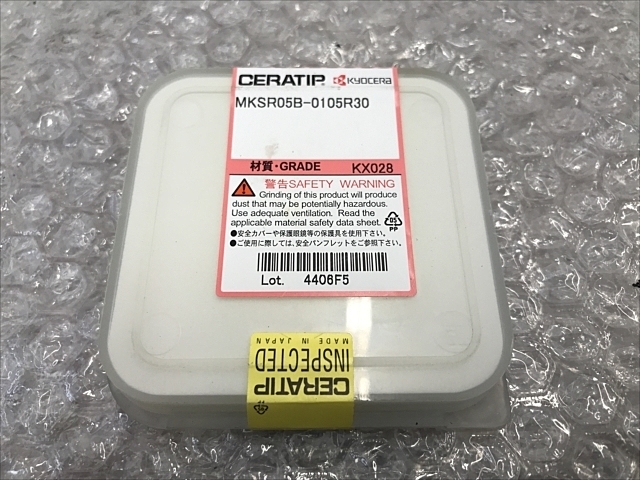 CERATIP KYOCERA
MKSR05B-0105R30
材質・GRADE KX028
警告SAFETY WARNING
Grinding of this product will produce
dust that may be potentially hazardous.
Use adequate ventilation. Read the
applicable material safety data sheet.
PP
●安全カバーや保護眼鏡等の保護具を使用下さい。
●ご使用に際しては、安全パンフレットをご参照下さい。
Lot. 4406F5
CERATIP
INSPECTED
MADE IN JAPAN